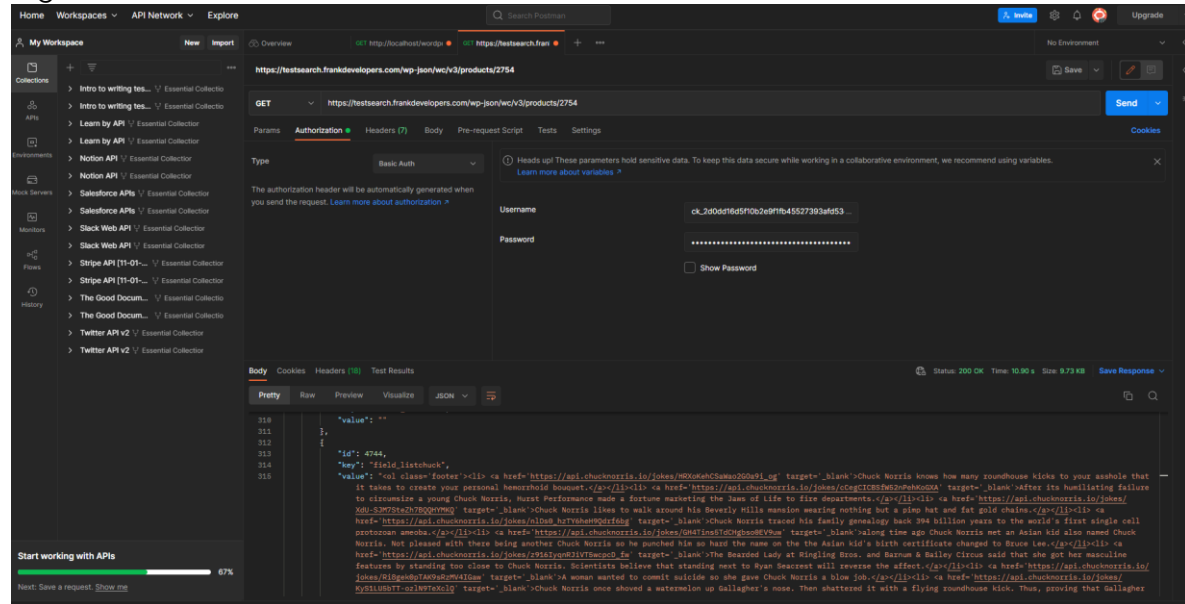 Home Workspaces API Network Explore
Search Postman
Invite
Upgrade
My Workspace
New Import
Overview
GET http://localhost/wordpr
GET https://testsearch.fran
No Environment
Collections
APIs
Environments
Mock Servers
Monitors
Flows
History
Intro to writing tes... Essential Collectio
Intro to writing tes... Essential Collectio
Learn by API Essential Collection
Learn by API Essential Collection
Notion API Essential Collection
Notion API Essential Collection
Salesforce APIs Essential Collection
Salesforce APIs Essential Collection
Slack Web API Essential Collection
Slack Web API Essential Collection
Stripe API [11-01-... Essential Collection
Stripe API [11-01-... Essential Collection
The Good Docum... Essential Collectio
The Good Docum... Essential Collectio
Twitter API v2 Essential Collection
Twitter API v2 Essential Collection
Start working with APIs
67%
Next: Save a request. Show me
https://testsearch.frankdevelopers.com/wp-json/wc/v3/products/2754
Save
GET https://testsearch.frankdevelopers.com/wp-json/wc/v3/products/2754
Send
Params Authorization Headers (7) Body Pre-request Script Tests Settings
Cookies
Type
Basic Auth
The authorization header will be automatically generated when
you send the request. Learn more about authorization ↗
Heads up! These parameters hold sensitive data. To keep this data secure while working in a collaborative environment, we recommend using variables.
Learn more about variables ↗
Username
ck_2d0dd16d5f10b2e9f1fb45527393afd53...
Password
Show Password
Body Cookies Headers (18) Test Results
Status: 200 OK Time: 10.90 s Size: 9.73 KB Save Response
Pretty Raw Preview Visualize JSON
310 "value": ""
311 },
312 {
313 "id": 4744,
314 "key": "field_listchuck",
315 "value": "<ol class='footer'><li> <a href='https://api.chucknorris.io/jokes/ target='_blank'>Chuck Norris knows how many roundhouse kicks to your asshole that
it takes to create your personal hemorrhoid bouquet.</a></li><li> <a href='https://api.chucknorris.io/jokes/ target='_blank'>After its humiliating failure
to circumsize a young Chuck Norris, Hurst Performance made a fortune marketing the Jaws of Life to fire departments.</a></li><li> <a href='https://api.chucknorris.io/jokes/
target='_blank'>Chuck Norris likes to walk around his Beverly Hills mansion wearing nothing but a pimp hat and fat gold chains.</a></li><li> <a
href='https://api.chucknorris.io/jokes/ target='_blank'>Chuck Norris traced his family genealogy back 394 billion years to the world's first single cell
protozoan ameoba.</a></li><li> <a href='https://api.chucknorris.io/jokes/ target='_blank'>along time ago Chuck Norris met an Asian kid also named Chuck
Norris. Not pleased with there being another Chuck Norris so he punched him so hard the name on the the Asian kid's birth certificate changed to Bruce Lee.</a></li><li> <a
href='https://api.chucknorris.io/jokes/ target='_blank'>The Bearded Lady at Ringling Bros. and Barnum & Bailey Circus said that she got her masculine
features by standing too close to Chuck Norris. Scientists believe that standing next to Ryan Seacrest will reverse the affect.</a></li><li> <a href='https://api.chucknorris.io/
jokes/ target='_blank'>A woman wanted to commit suicide so she gave Chuck Norris a blow job.</a></li><li> <a href='https://api.chucknorris.io/jokes/
target='_blank'>Chuck Norris once shoved a watermelon up Gallagher's nose. Then shattered it with a flying roundhouse kick. Thus, proving that Gallagher